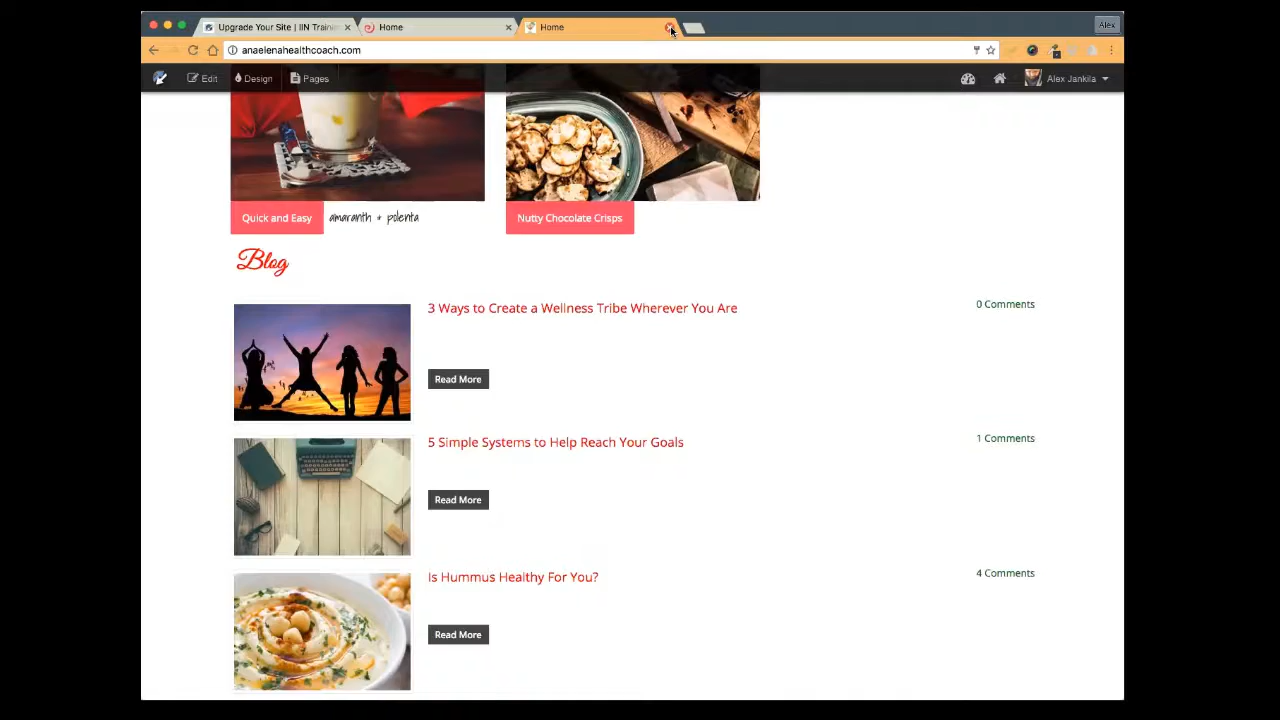 Upgrade Your Site | IIN Trainin
Home
Home
Alex
anaelenahealthcoach.com
Edit
Design
Pages
Alex Jankila
Quick and Easy
amaranth + polenta
Nutty Chocolate Crisps
Blog
3 Ways to Create a Wellness Tribe Wherever You Are
0 Comments
Read More
5 Simple Systems to Help Reach Your Goals
1 Comments
Read More
Is Hummus Healthy For You?
4 Comments
Read More